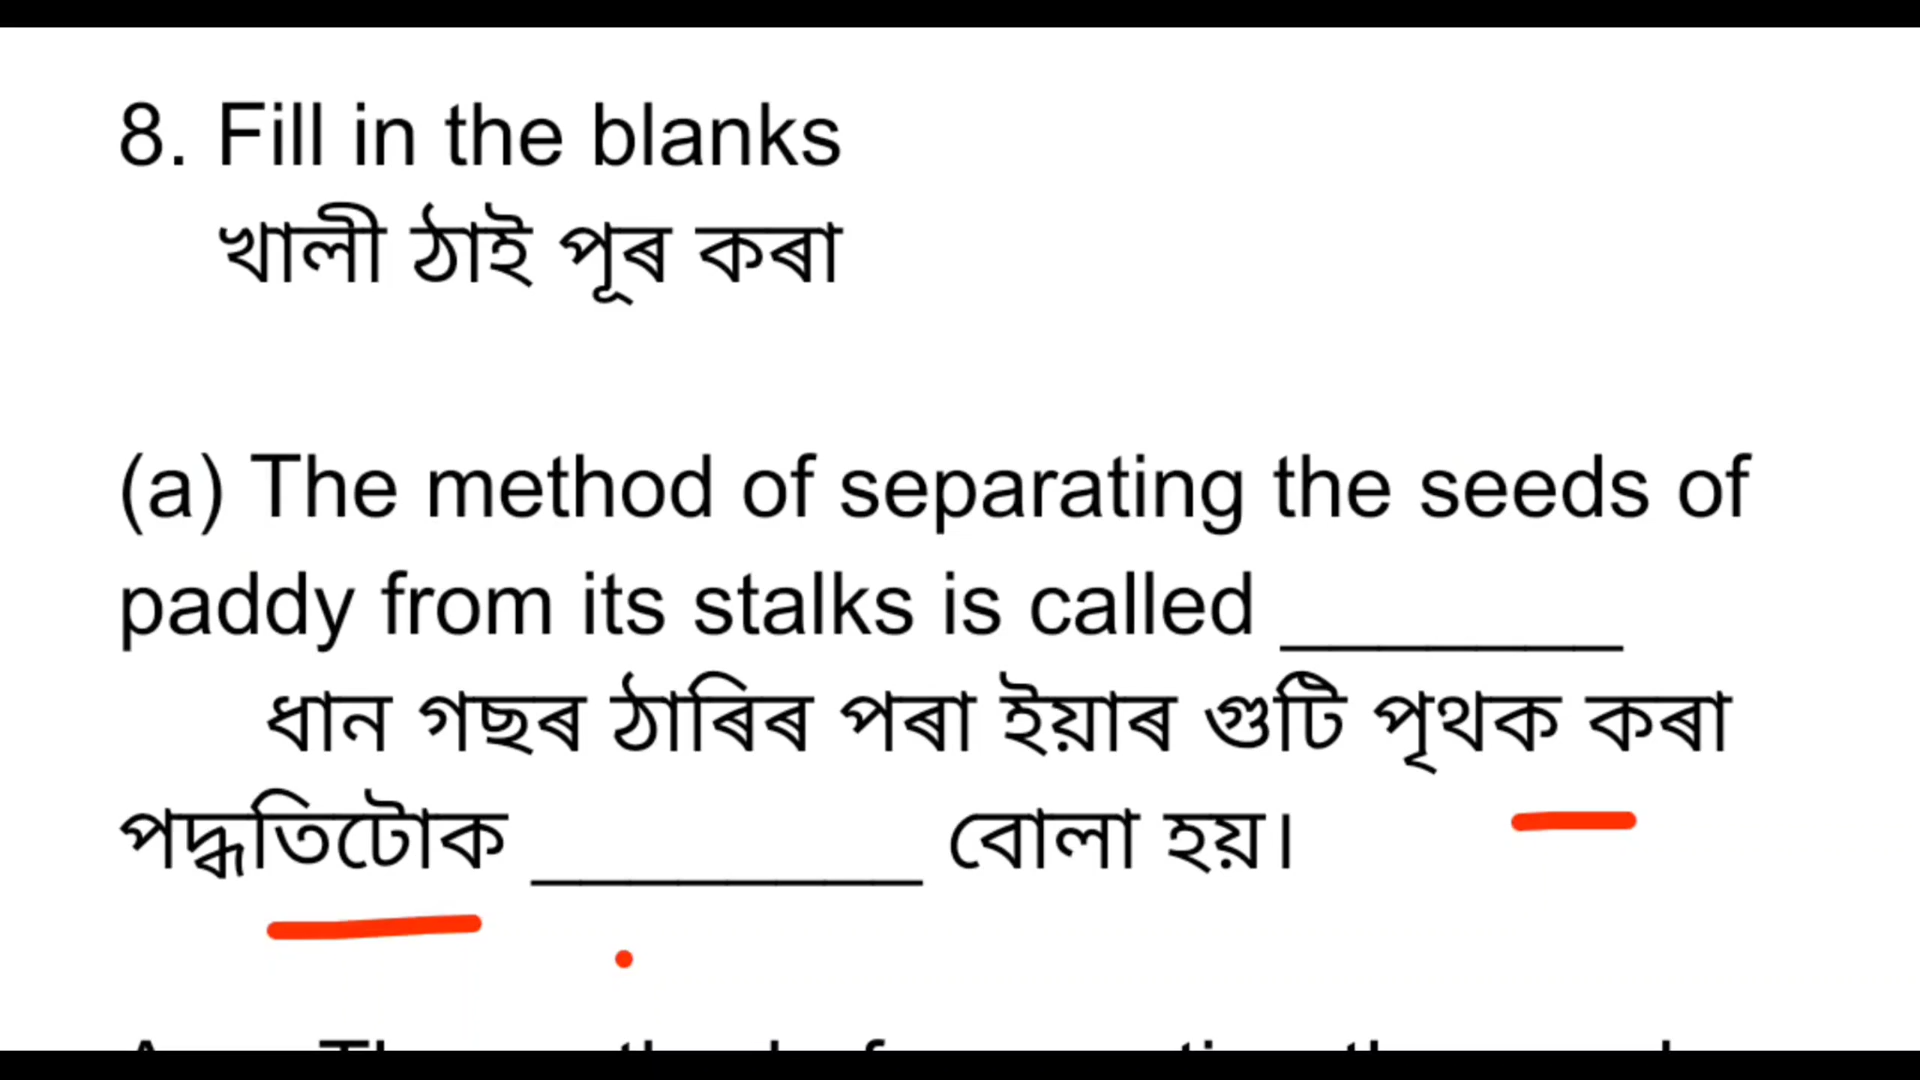 8. Fill in the blanks
খালী ঠাই পূৰ কৰা
(a) The method of separating the seeds of
paddy from its stalks is called ________
ধান গছৰ ঠাৰিৰ পৰা ইয়াৰ গুটি পৃথক কৰা
পদ্ধতিটোক _________ বোলা হয়।